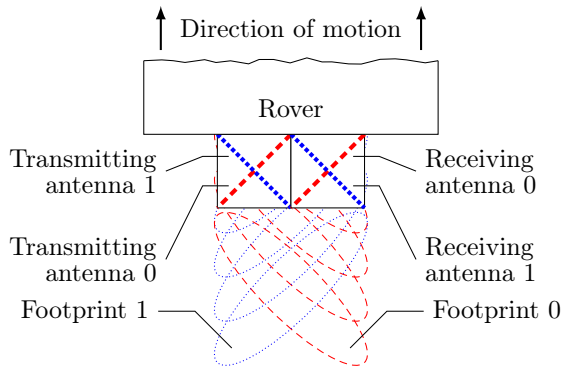 Direction of motion
Rover
Transmitting
antenna 1
Receiving
antenna 0
Transmitting
antenna 0
Receiving
antenna 1
Footprint 1
Footprint 0